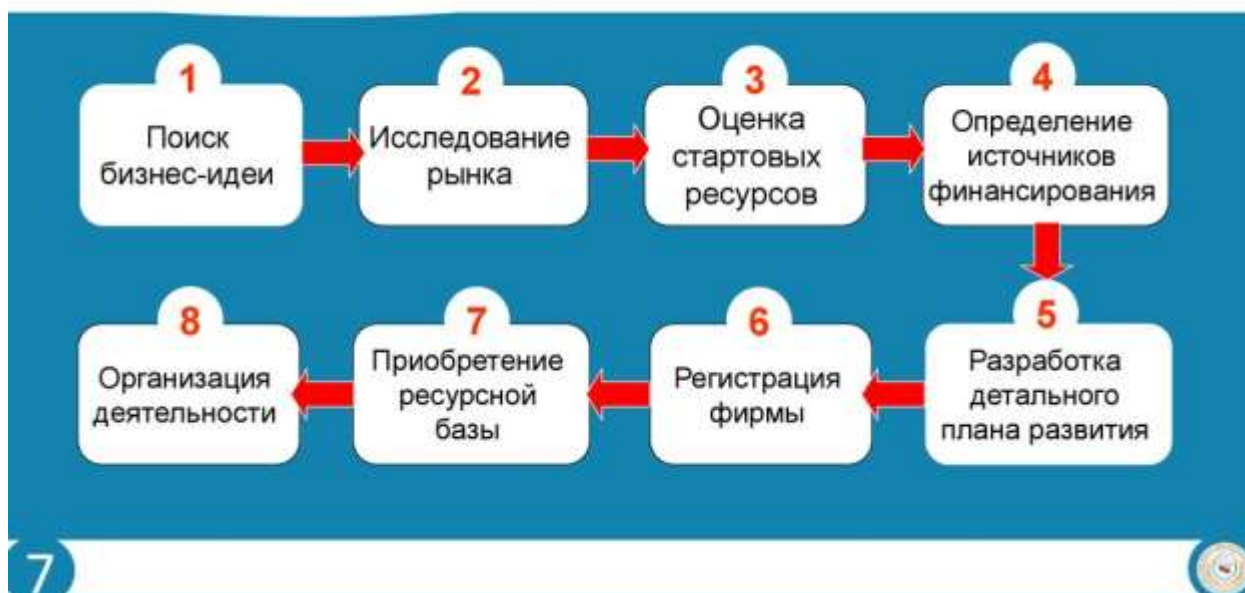 1
Поиск
бизнес-идеи
2
Исследование
рынка
3
Оценка
стартовых
ресурсов
4
Определение
источников
финансирования
5
Разработка
детального
плана развития
6
Регистрация
фирмы
7
Приобретение
ресурсной
базы
8
Организация
деятельности
7